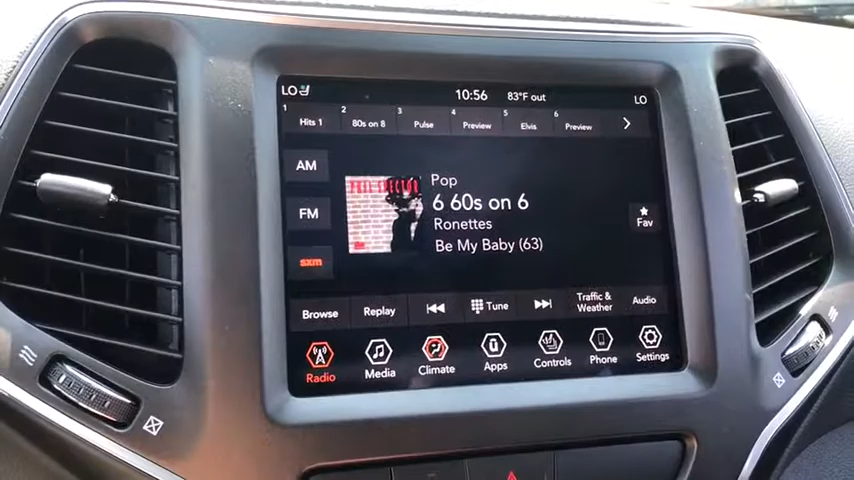 LO 10:56 83°F out LO
1 Hits 1 2 80s on 8 3 Pulse 4 Preview 5 Elvis 6 Preview
AM
FM
sxm
PHIL SPECTOR
Pop
6 60s on 6
Ronettes
Be My Baby (63)
Fav
Browse Replay Tune Traffic & Weather Audio
Radio Media Climate Apps Controls Phone Settings